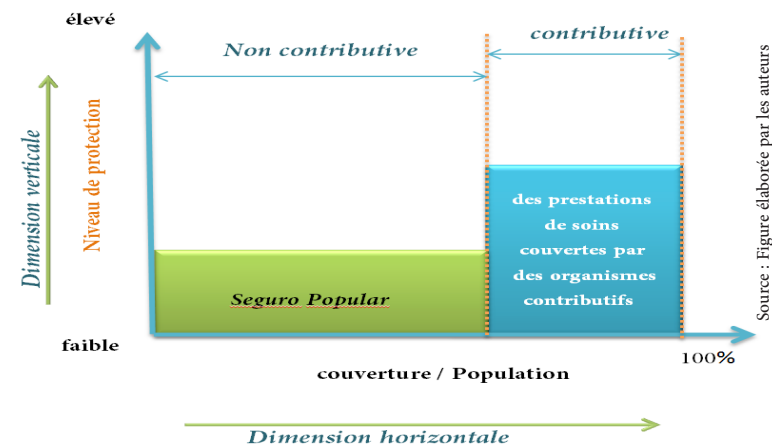 élevé
contributive
Non contributive
Dimension verticale
Niveau de protection
des prestations
de soins
couvertes par
des organismes
contributifs
Seguro Popular
faible
100%
couverture / Population
Dimension horizontale
Source : Figure élaborée par les auteurs